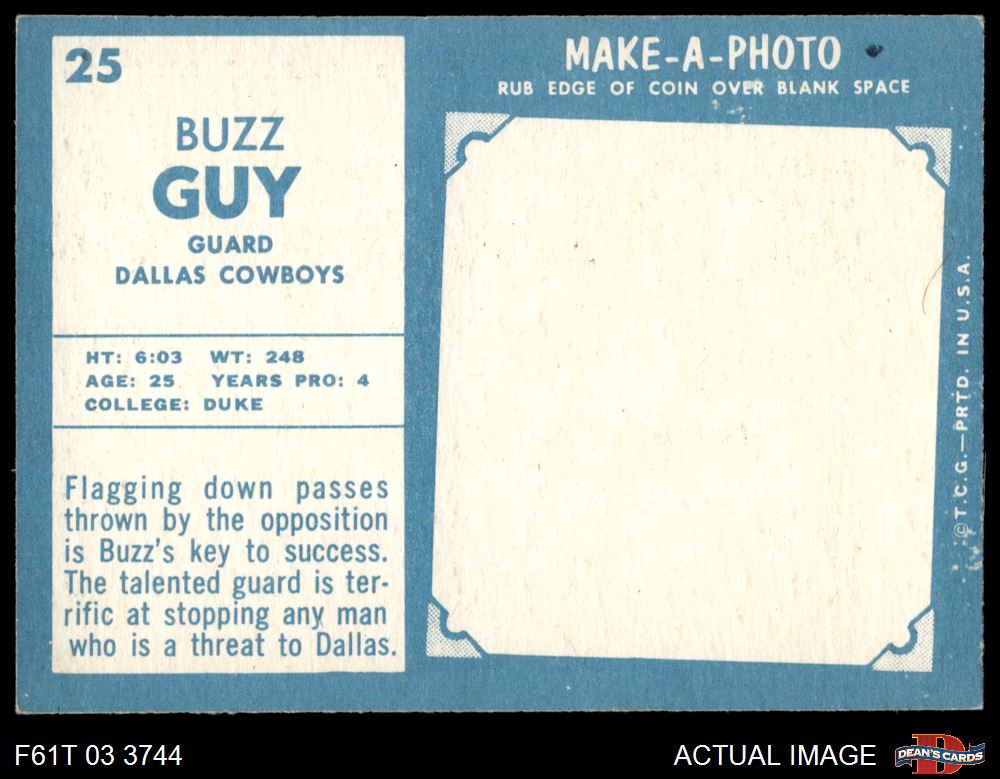 25
BUZZ
GUY
GUARD
DALLAS COWBOYS
HT: 6:03 WT: 248
AGE: 25 YEARS PRO: 4
COLLEGE: DUKE
Flagging down passes
thrown by the opposition
is Buzz's key to success.
The talented guard is ter-
rific at stopping any man
who is a threat to Dallas.
MAKE-A-PHOTO
RUB EDGE OF COIN OVER BLANK SPACE
©T.C.G.—PRTD. IN U.S.A.
F61T 03 3744
ACTUAL IMAGE
D
DEAN'S CARDS